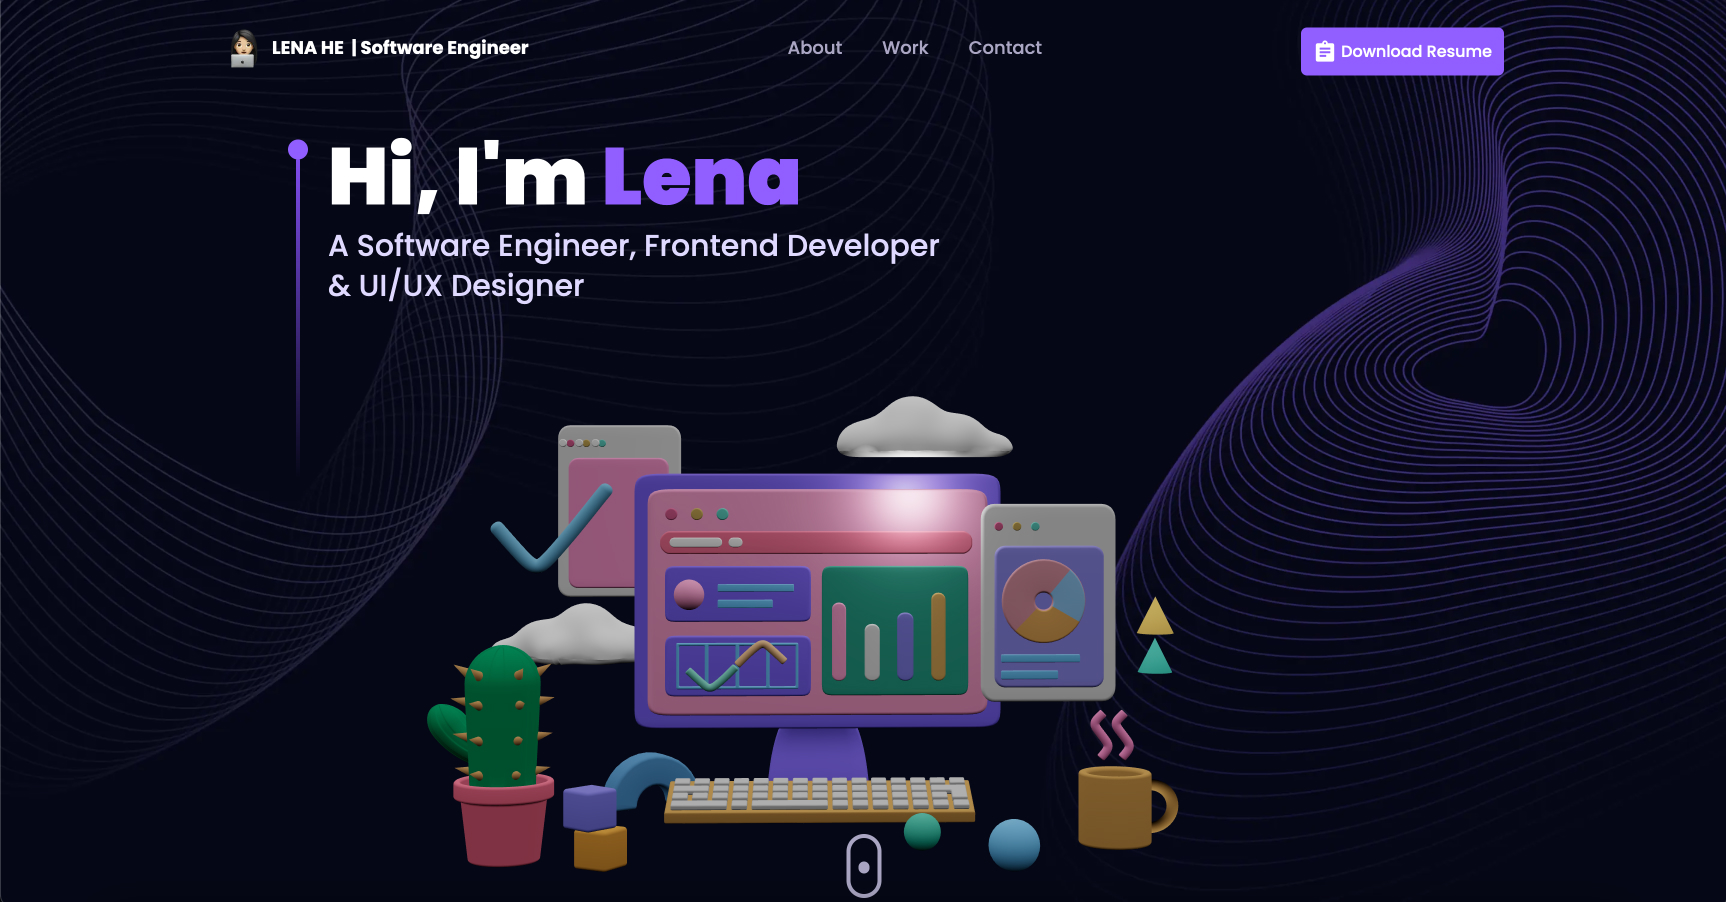 LENA HE | Software Engineer
About
Work
Contact
Download Resume
Hi, I'm Lena
A Software Engineer, Frontend Developer
& UI/UX Designer